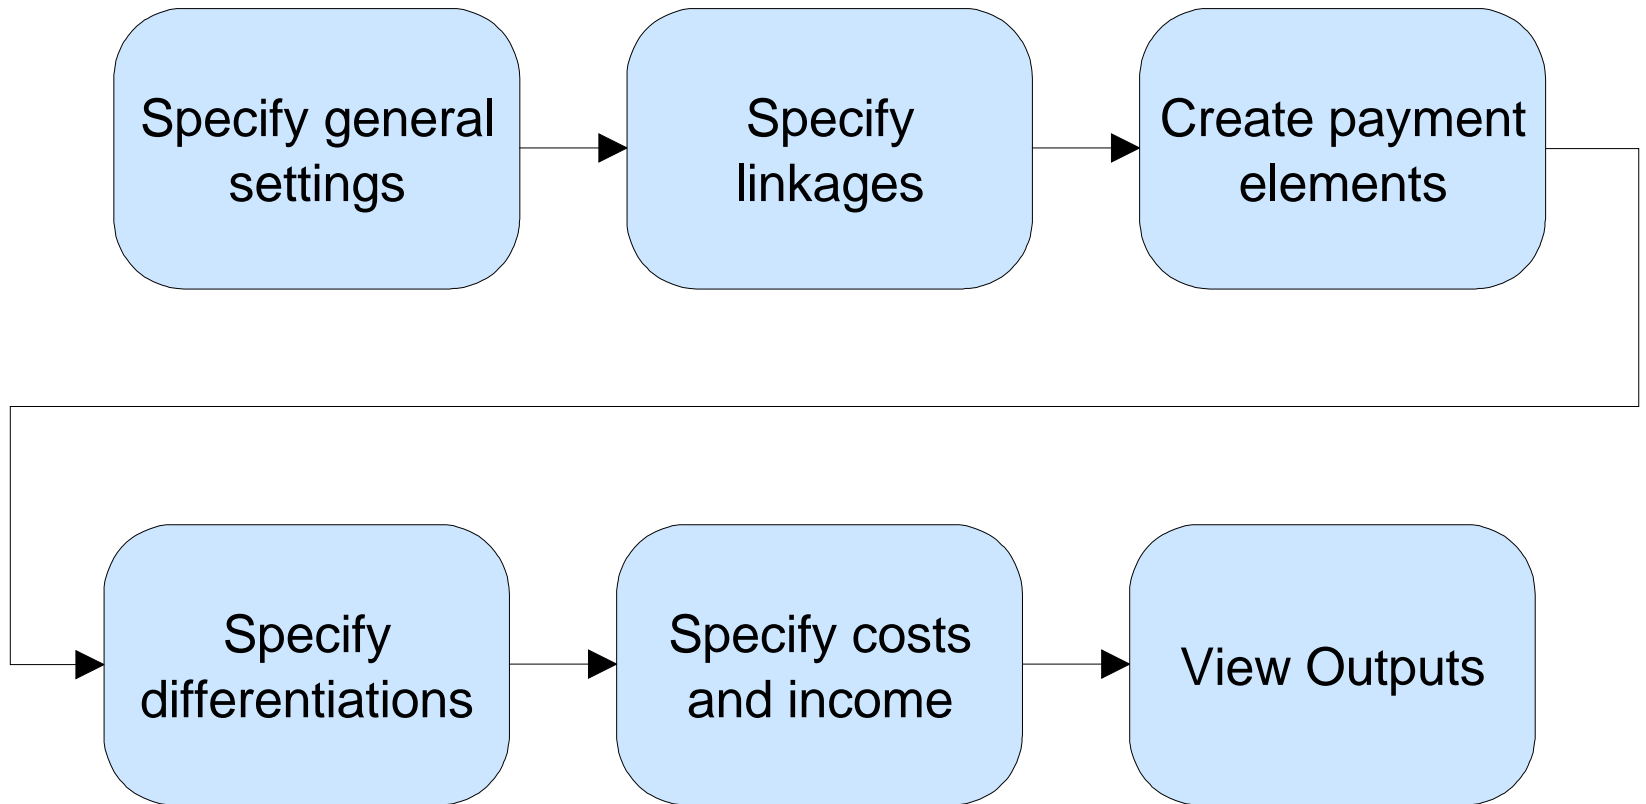 Specify general
settings
Specify
linkages
Create payment
elements
Specify
differentiations
Specify costs
and income
View Outputs